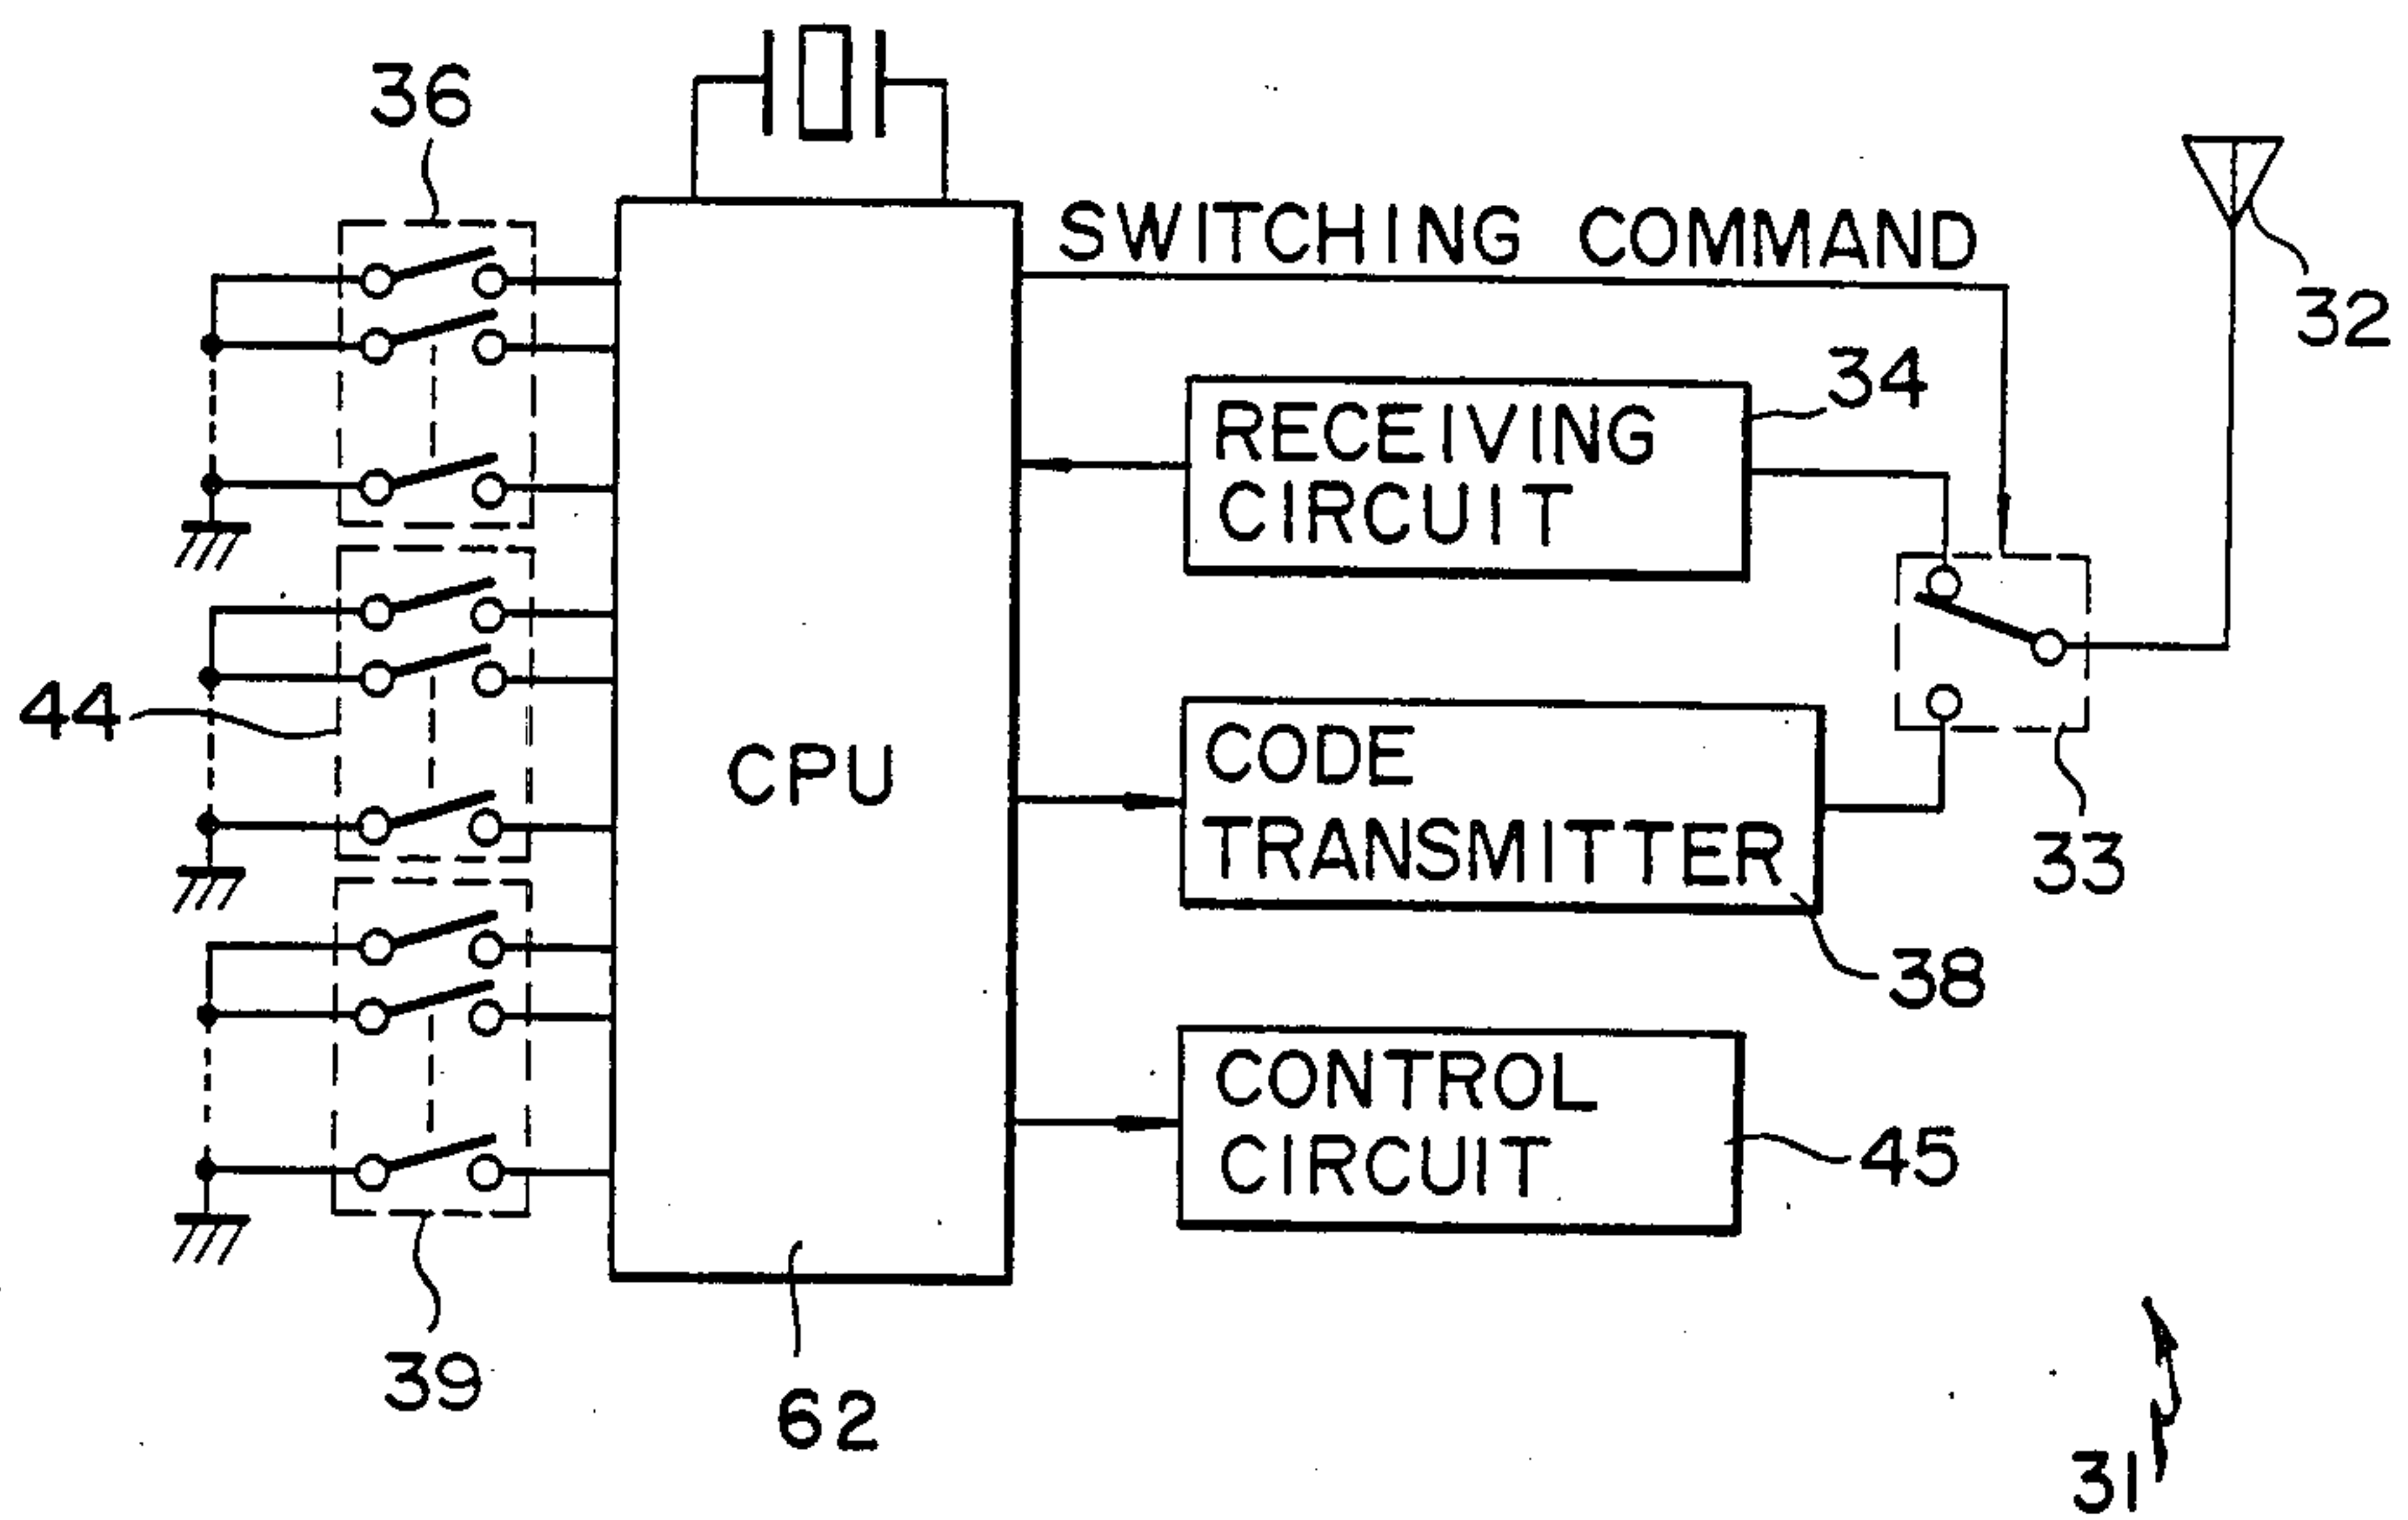 36
SWITCHING COMMAND
32
34
RECEIVING
CIRCUIT
44
CPU
CODE
TRANSMITTER
33
38
CONTROL
CIRCUIT
45
39
62
31